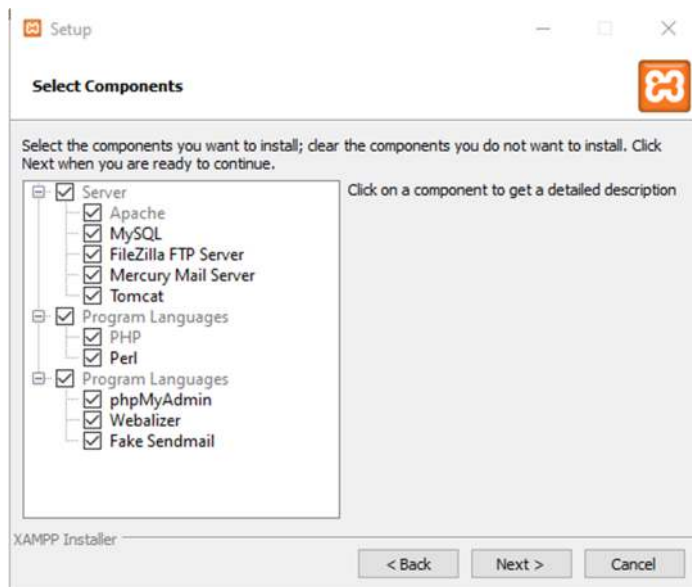 Setup
Select Components
Select the components you want to install; clear the components you do not want to install. Click
Next when you are ready to continue.
Server
Apache
MySQL
FileZilla FTP Server
Mercury Mail Server
Tomcat
Program Languages
PHP
Perl
Program Languages
phpMyAdmin
Webalizer
Fake Sendmail
Click on a component to get a detailed description
XAMPP Installer
< Back
Next >
Cancel